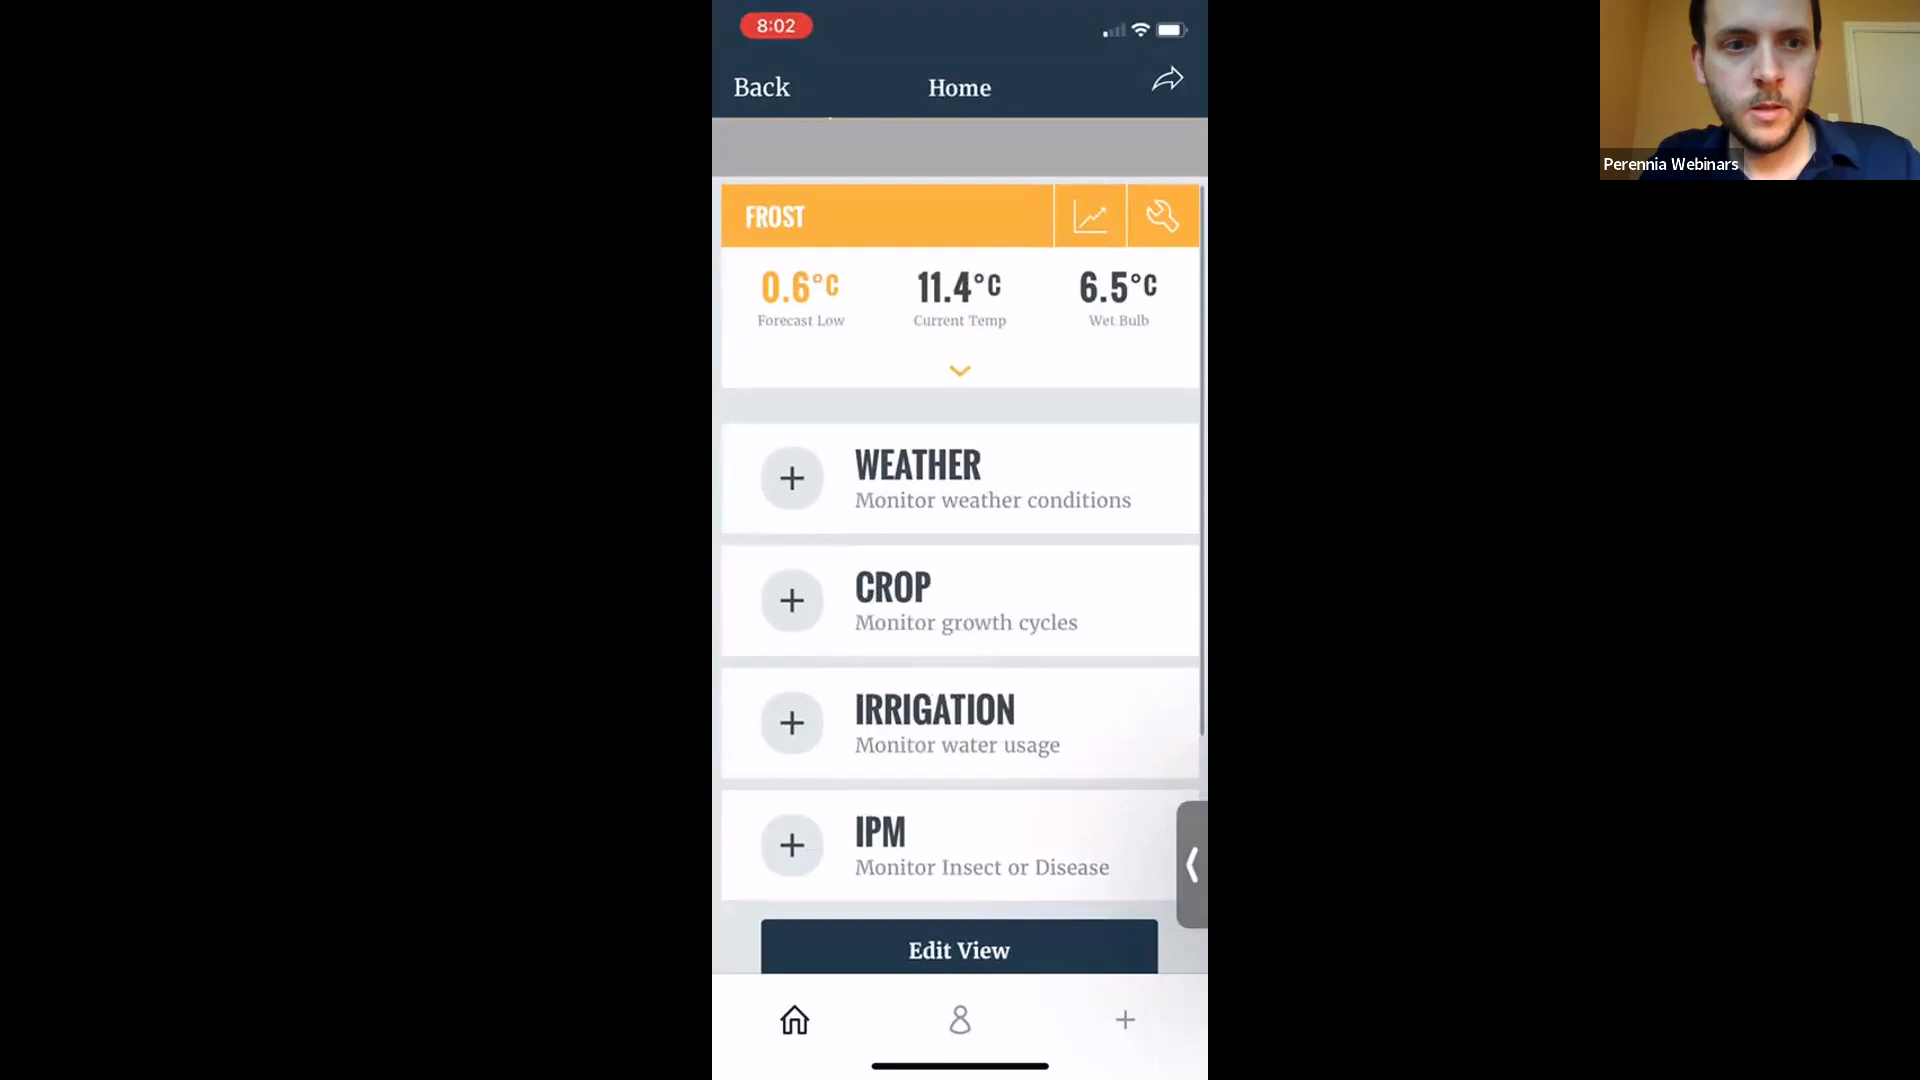 8:02
Back
Home
Perennia Webinars
FROST
0.6°C
11.4°C
6.5°C
Forecast Low
Current Temp
Wet Bulb
WEATHER
Monitor weather conditions
CROP
Monitor growth cycles
IRRIGATION
Monitor water usage
IPM
Monitor Insect or Disease
Edit View